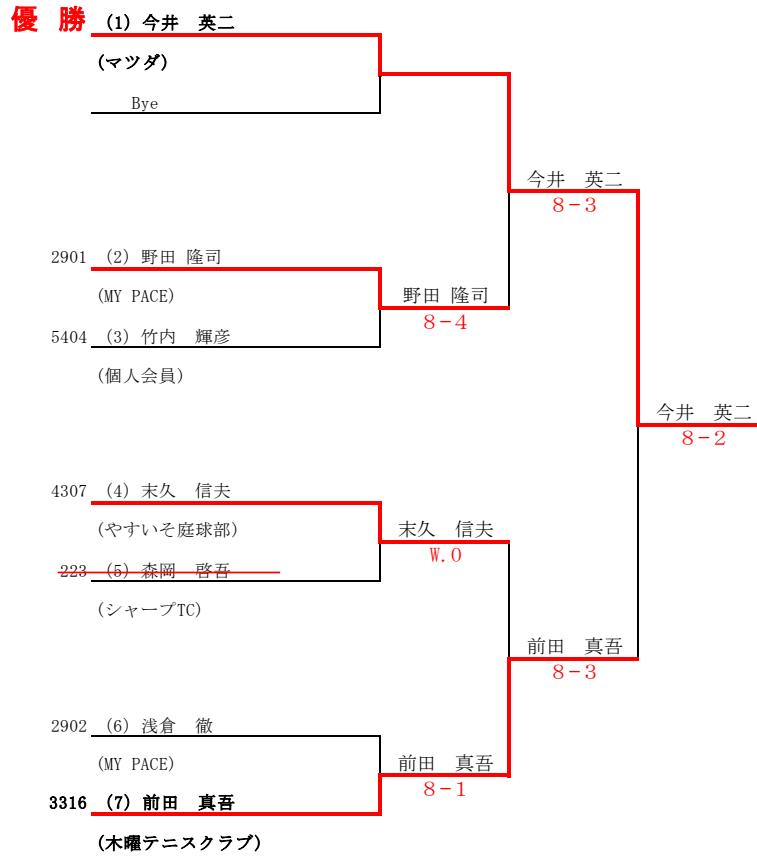 優 勝 (1) 今井　英二
(マツダ)
Bye
今井　英二
8-3
2901 (2) 野田 隆司
(MY PACE)
野田 隆司
8-4
5404 (3) 竹内　輝彦
(個人会員)
今井　英二
8-2
4307 (4) 末久　信夫
(やすいそ庭球部)
末久　信夫
W.O
223 (5) 森岡　啓吾
(シャープTC)
前田　真吾
8-3
2902 (6) 浅倉　徹
(MY PACE)
前田　真吾
8-1
3316 (7) 前田　真吾
(木曜テニスクラブ)